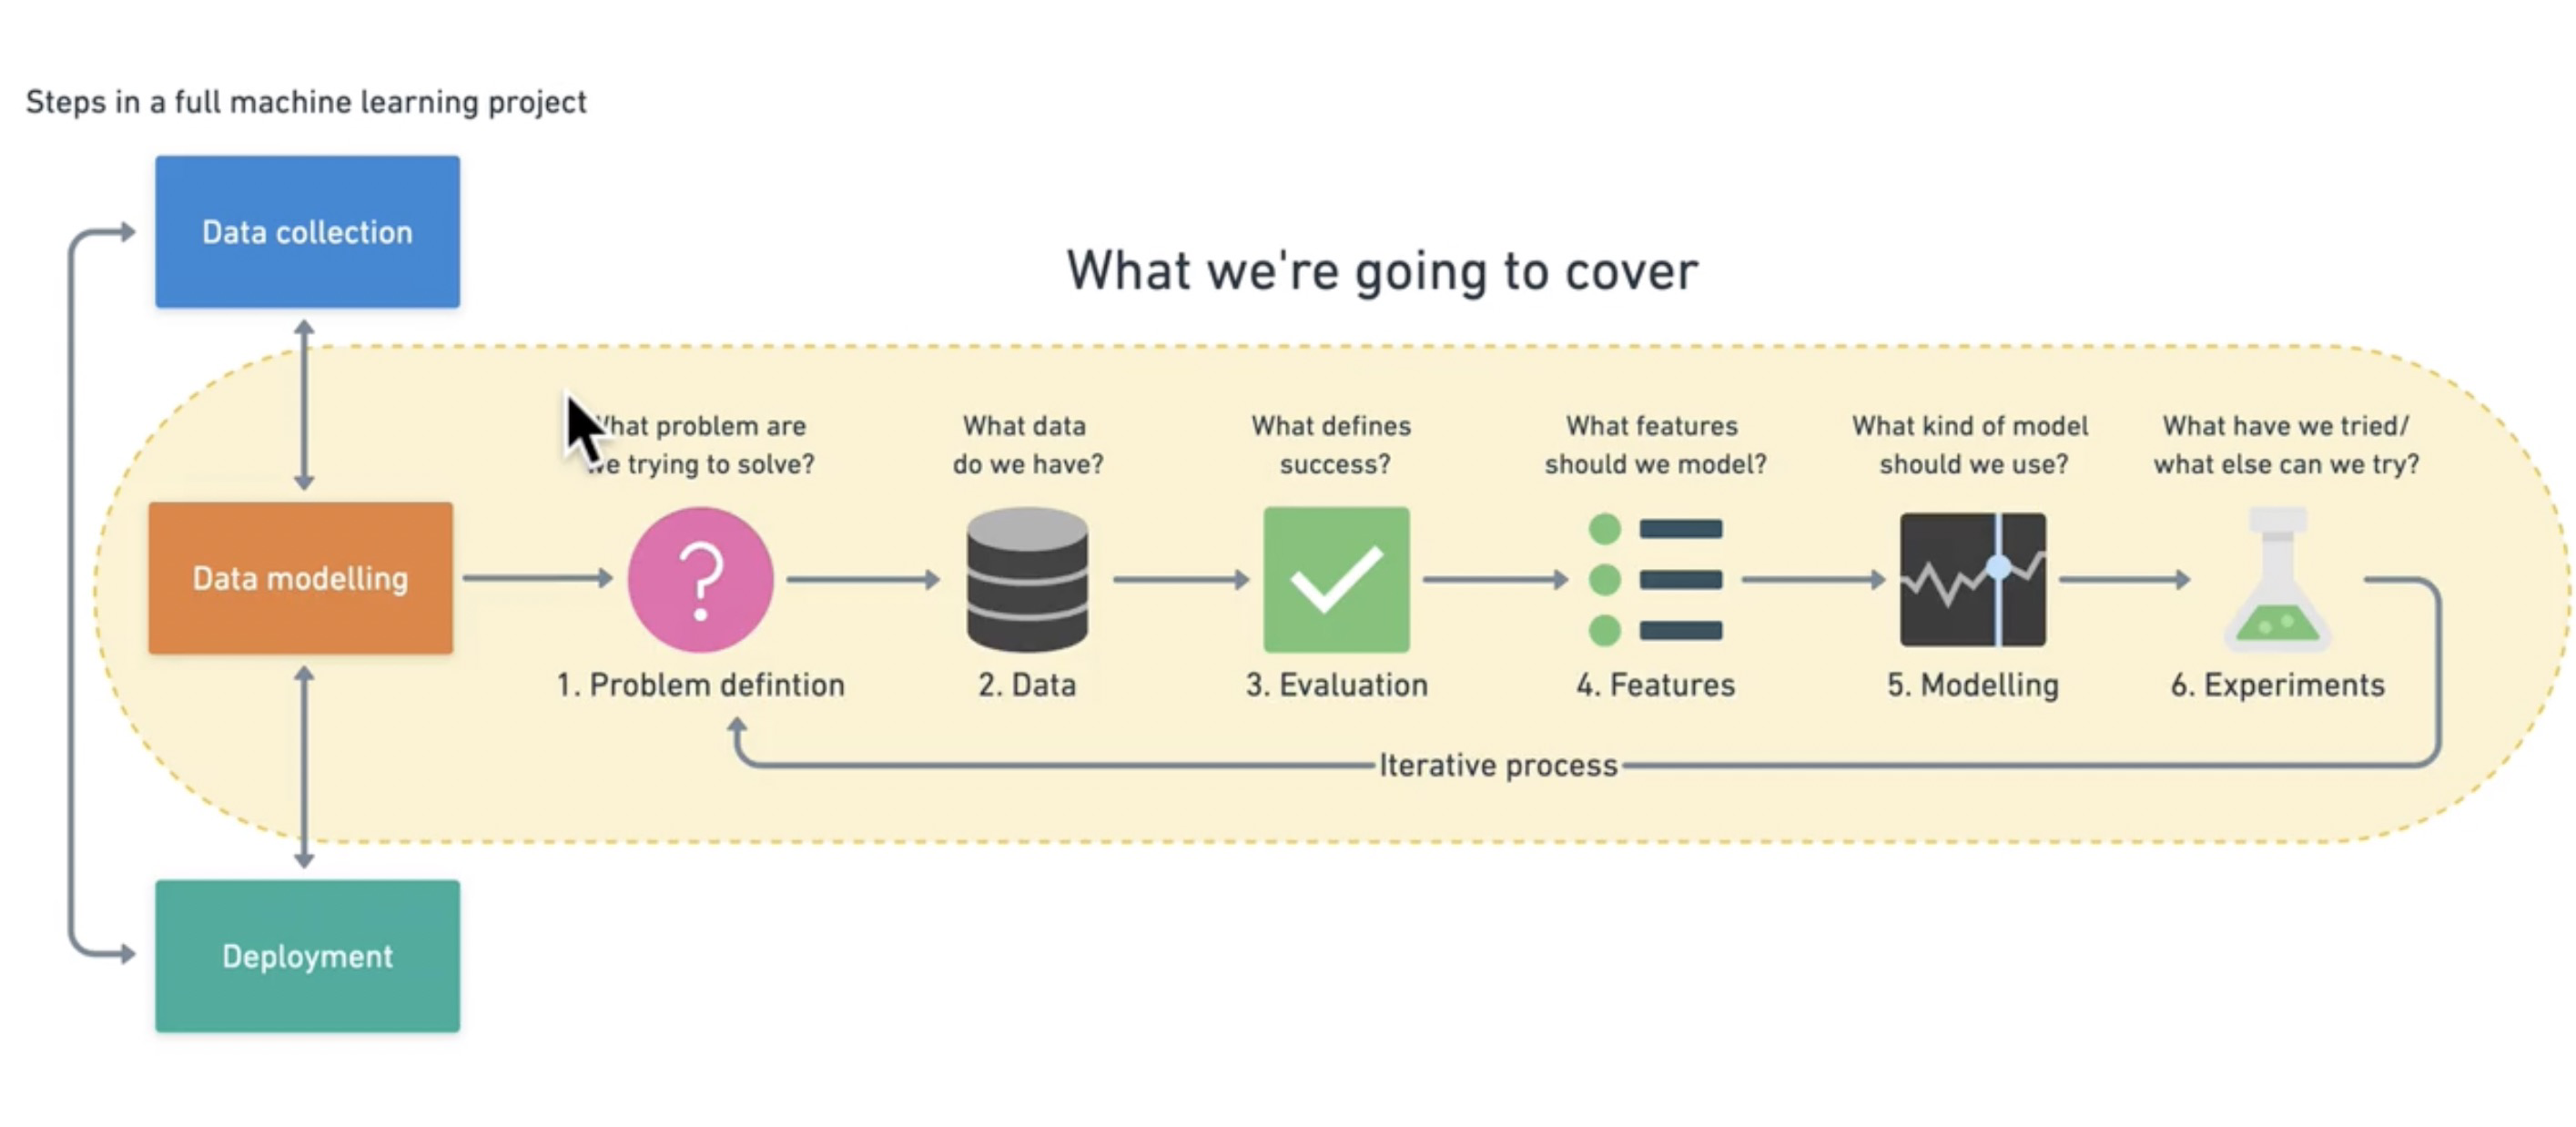 Steps in a full machine learning project
Data collection
What we're going to cover
What problem are
we trying to solve?
What data
do we have?
What defines
success?
What features
should we model?
What kind of model
should we use?
What have we tried/
what else can we try?
Data modelling
1. Problem defintion
2. Data
3. Evaluation
4. Features
5. Modelling
6. Experiments
Iterative process
Deployment